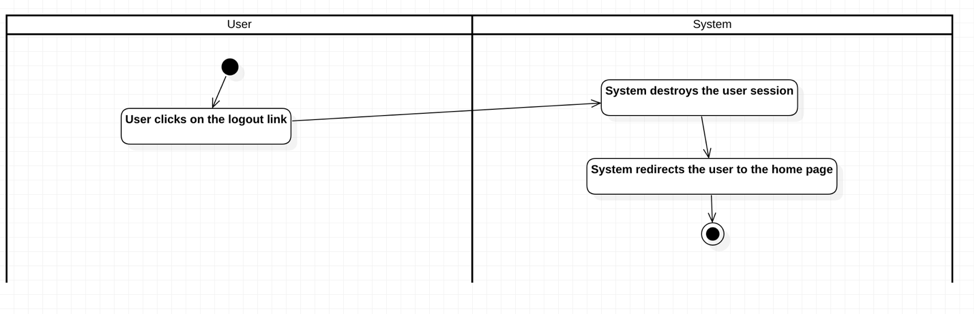 User
System
User clicks on the logout link
System destroys the user session
System redirects the user to the home page